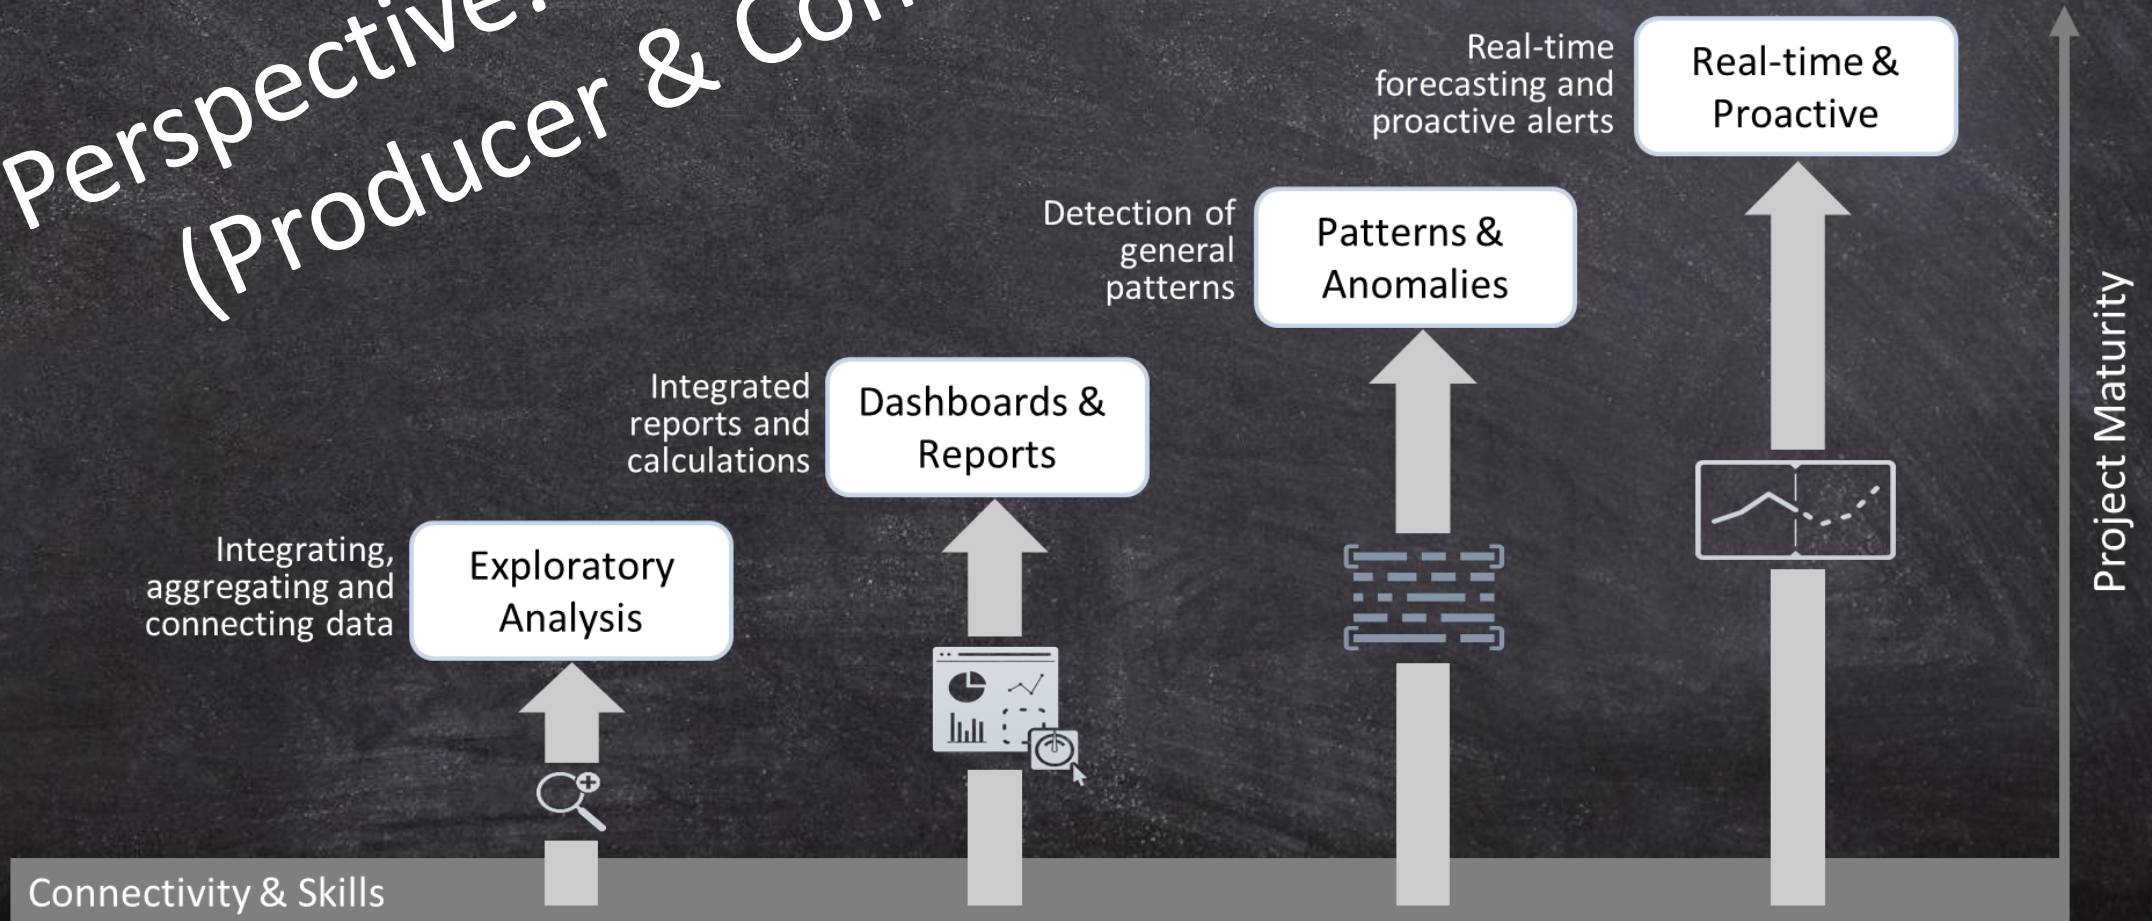 Perspective:
(Producer &
Real-time
forecasting and
proactive alerts
Real-time &
Proactive
Detection of
general
patterns
Patterns &
Anomalies
Integrated
reports and
calculations
Dashboards &
Reports
Integrating,
aggregating and
connecting data
Exploratory
Analysis
Project Maturity
Connectivity & Skills